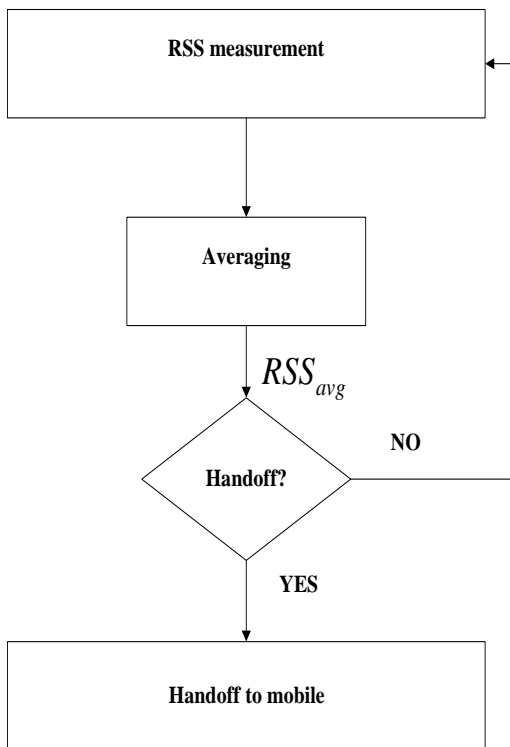 RSS measurement
Averaging
RSS_avg
Handoff?
NO
YES
Handoff to mobile